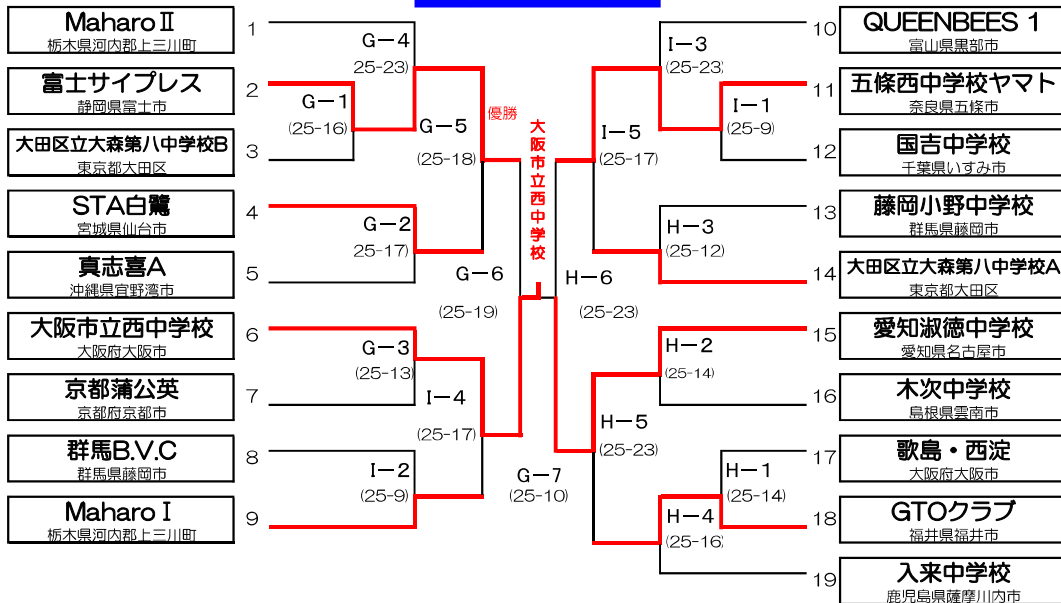 Maharo Ⅱ
栃木県河内郡上三川町
1
富士サイプレス
静岡県富士市
2
大田区立大森第八中学校B
東京都大田区
3
STA白鷺
宮城県仙台市
4
真志喜A
沖縄県宜野湾市
5
大阪市立西中学校
大阪府大阪市
6
京都蒲公英
京都府京都市
7
群馬B.V.C
群馬県藤岡市
8
Maharo Ⅰ
栃木県河内郡上三川町
9
G-4
25-23)
G-1
(25-16)
G-5
(25-18)
G-2
25-17)
G-3
(25-13)
I-4
(25-17)
I-2
(25-9)
優勝
大阪市立西中学校
G-6
(25-19)
H-6
(25-23)
G-7
(25-10)
I-3
(25-23)
I-1
(25-9)
I-5
(25-17)
H-3
(25-12)
H-2
(25-14)
H-5
(25-23)
H-1
(25-14)
H-4
(25-16)
10
QUEENBEES 1
富山県黒部市
11
五條西中学校ヤマト
奈良県五條市
12
国吉中学校
千葉県いすみ市
13
藤岡小野中学校
群馬県藤岡市
14
大田区立大森第八中学校A
東京都大田区
15
愛知淑徳中学校
愛知県名古屋市
16
木次中学校
島根県雲南市
17
歌島・西淀
大阪府大阪市
18
GTOクラブ
福井県福井市
19
入来中学校
鹿児島県薩摩川内市